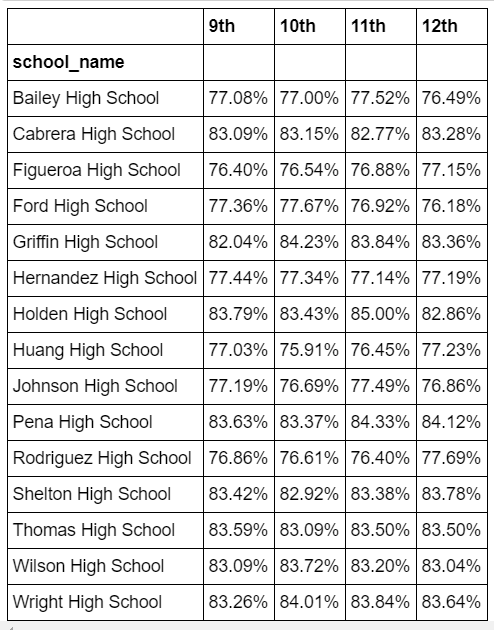 9th 10th 11th 12th
school_name
Bailey High School 77.08% 77.00% 77.52% 76.49%
Cabrera High School 83.09% 83.15% 82.77% 83.28%
Figueroa High School 76.40% 76.54% 76.88% 77.15%
Ford High School 77.36% 77.67% 76.92% 76.18%
Griffin High School 82.04% 84.23% 83.84% 83.36%
Hernandez High School 77.44% 77.34% 77.14% 77.19%
Holden High School 83.79% 83.43% 85.00% 82.86%
Huang High School 77.03% 75.91% 76.45% 77.23%
Johnson High School 77.19% 76.69% 77.49% 76.86%
Pena High School 83.63% 83.37% 84.33% 84.12%
Rodriguez High School 76.86% 76.61% 76.40% 77.69%
Shelton High School 83.42% 82.92% 83.38% 83.78%
Thomas High School 83.59% 83.09% 83.50% 83.50%
Wilson High School 83.09% 83.72% 83.20% 83.04%
Wright High School 83.26% 84.01% 83.84% 83.64%